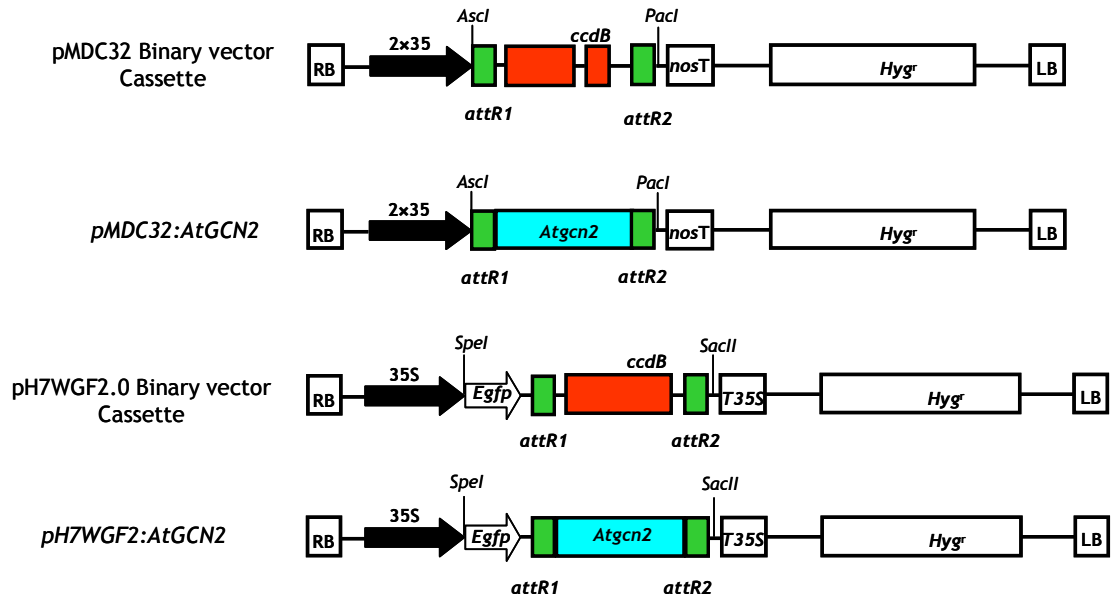 AscI
PacI
pMDC32 Binary vector
Cassette
2×35
ccdB
RB
nosT
Hygʳ
LB
attR1
attR2
AscI
PacI
pMDC32:AtGCN2
2×35
RB
Atgcn2
nosT
Hygʳ
LB
attR1
attR2
SpeI
SacII
pH7WGF2.0 Binary vector
Cassette
35S
ccdB
RB
Egfp
T35S
Hygʳ
LB
attR1
attR2
SpeI
SacII
pH7WGF2:AtGCN2
35S
RB
Egfp
Atgcn2
T35S
Hygʳ
LB
attR1
attR2